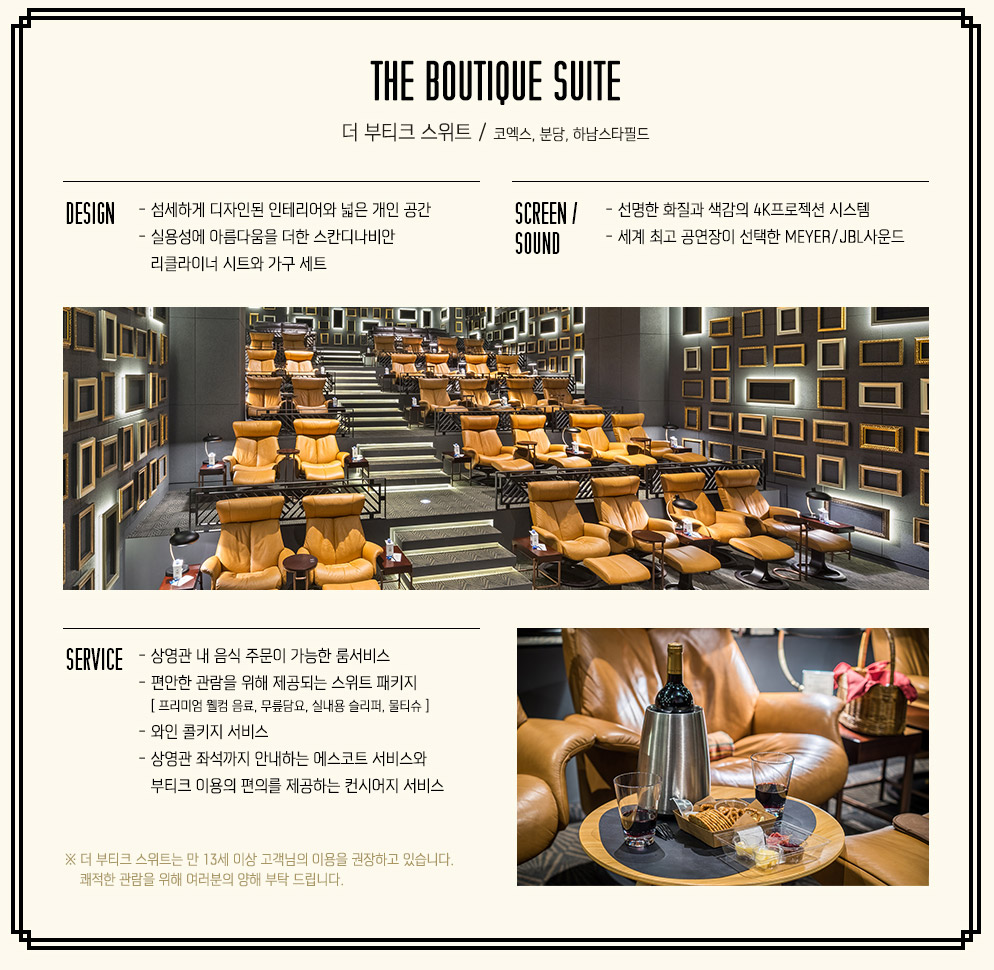 THE BOUTIQUE SUITE
더 부티크 스위트 / 코엑스, 분당, 하남스타필드
DESIGN
- 섬세하게 디자인된 인테리어와 넓은 개인 공간
- 실용성에 아름다움을 더한 스칸디나비안
리클라이너 시트와 가구 세트
SCREEN /
SOUND
- 선명한 화질과 색감의 4K프로젝션 시스템
- 세계 최고 공연장이 선택한 MEYER/JBL사운드
SERVICE
- 상영관 내 음식 주문이 가능한 룸서비스
- 편안한 관람을 위해 제공되는 스위트 패키지
[ 프리미엄 웰컴 음료, 무릎담요, 실내용 슬리퍼, 물티슈 ]
- 와인 콜키지 서비스
- 상영관 좌석까지 안내하는 에스코트 서비스와
부티크 이용의 편의를 제공하는 컨시어지 서비스
※ 더 부티크 스위트는 만 13세 이상 고객님의 이용을 권장하고 있습니다.
쾌적한 관람을 위해 여러분의 양해 부탁 드립니다.